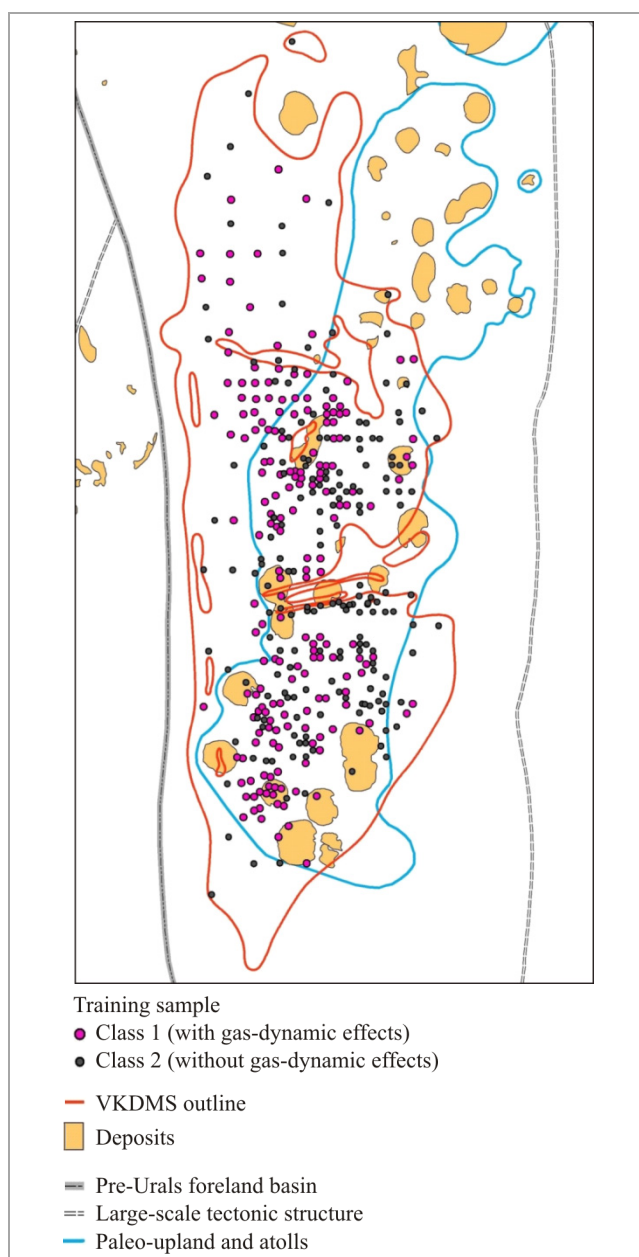 Training sample
Class 1 (with gas-dynamic effects)
Class 2 (without gas-dynamic effects)
VKDMS outline
Deposits
Pre-Urals foreland basin
Large-scale tectonic structure
Paleo-upland and atolls